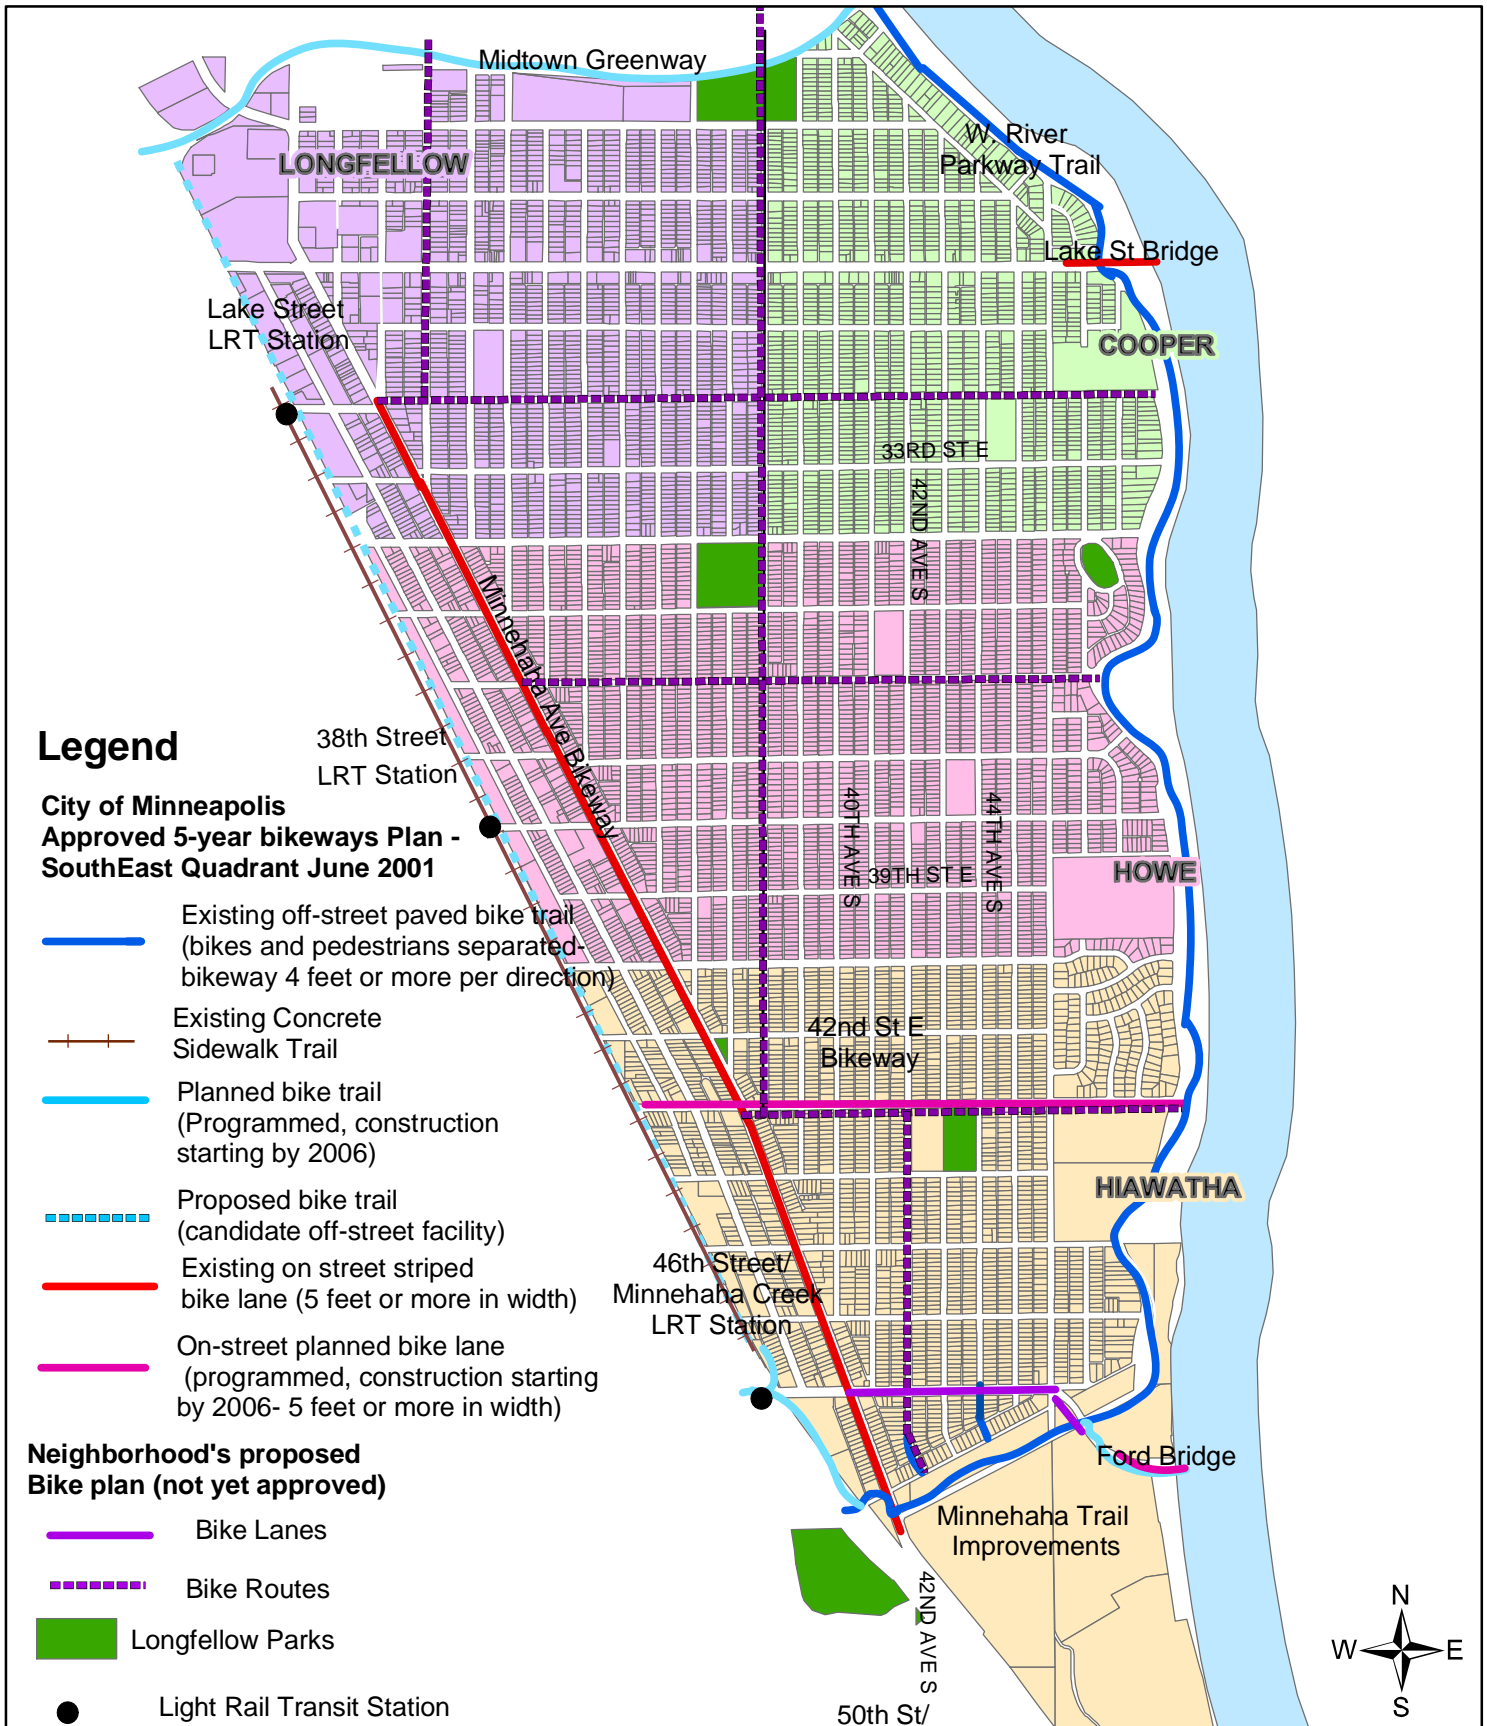 Midtown Greenway
W. River
Parkway Trail
LONGFELLOW
Lake St Bridge
Lake Street
LRT Station
COOPER
33RD ST E
42ND AVE S
Minnehaha Ave Bikeway
38th Street
LRT Station
40TH AVE S
44TH AVE S
39TH ST E
HOWE
42nd St E
Bikeway
HIAWATHA
46th Street/
Minnehaha Creek
LRT Station
Ford Bridge
Minnehaha Trail
Improvements
42ND AVE S
50th St/
Legend
City of Minneapolis
Approved 5-year bikeways Plan -
SouthEast Quadrant June 2001
Existing off-street paved bike trail
(bikes and pedestrians separated-
bikeway 4 feet or more per direction)
Existing Concrete
Sidewalk Trail
Planned bike trail
(Programmed, construction
starting by 2006)
Proposed bike trail
(candidate off-street facility)
Existing on street striped
bike lane (5 feet or more in width)
On-street planned bike lane
(programmed, construction starting
by 2006- 5 feet or more in width)
Neighborhood's proposed
Bike plan (not yet approved)
Bike Lanes
Bike Routes
Longfellow Parks
Light Rail Transit Station
N
W
E
S